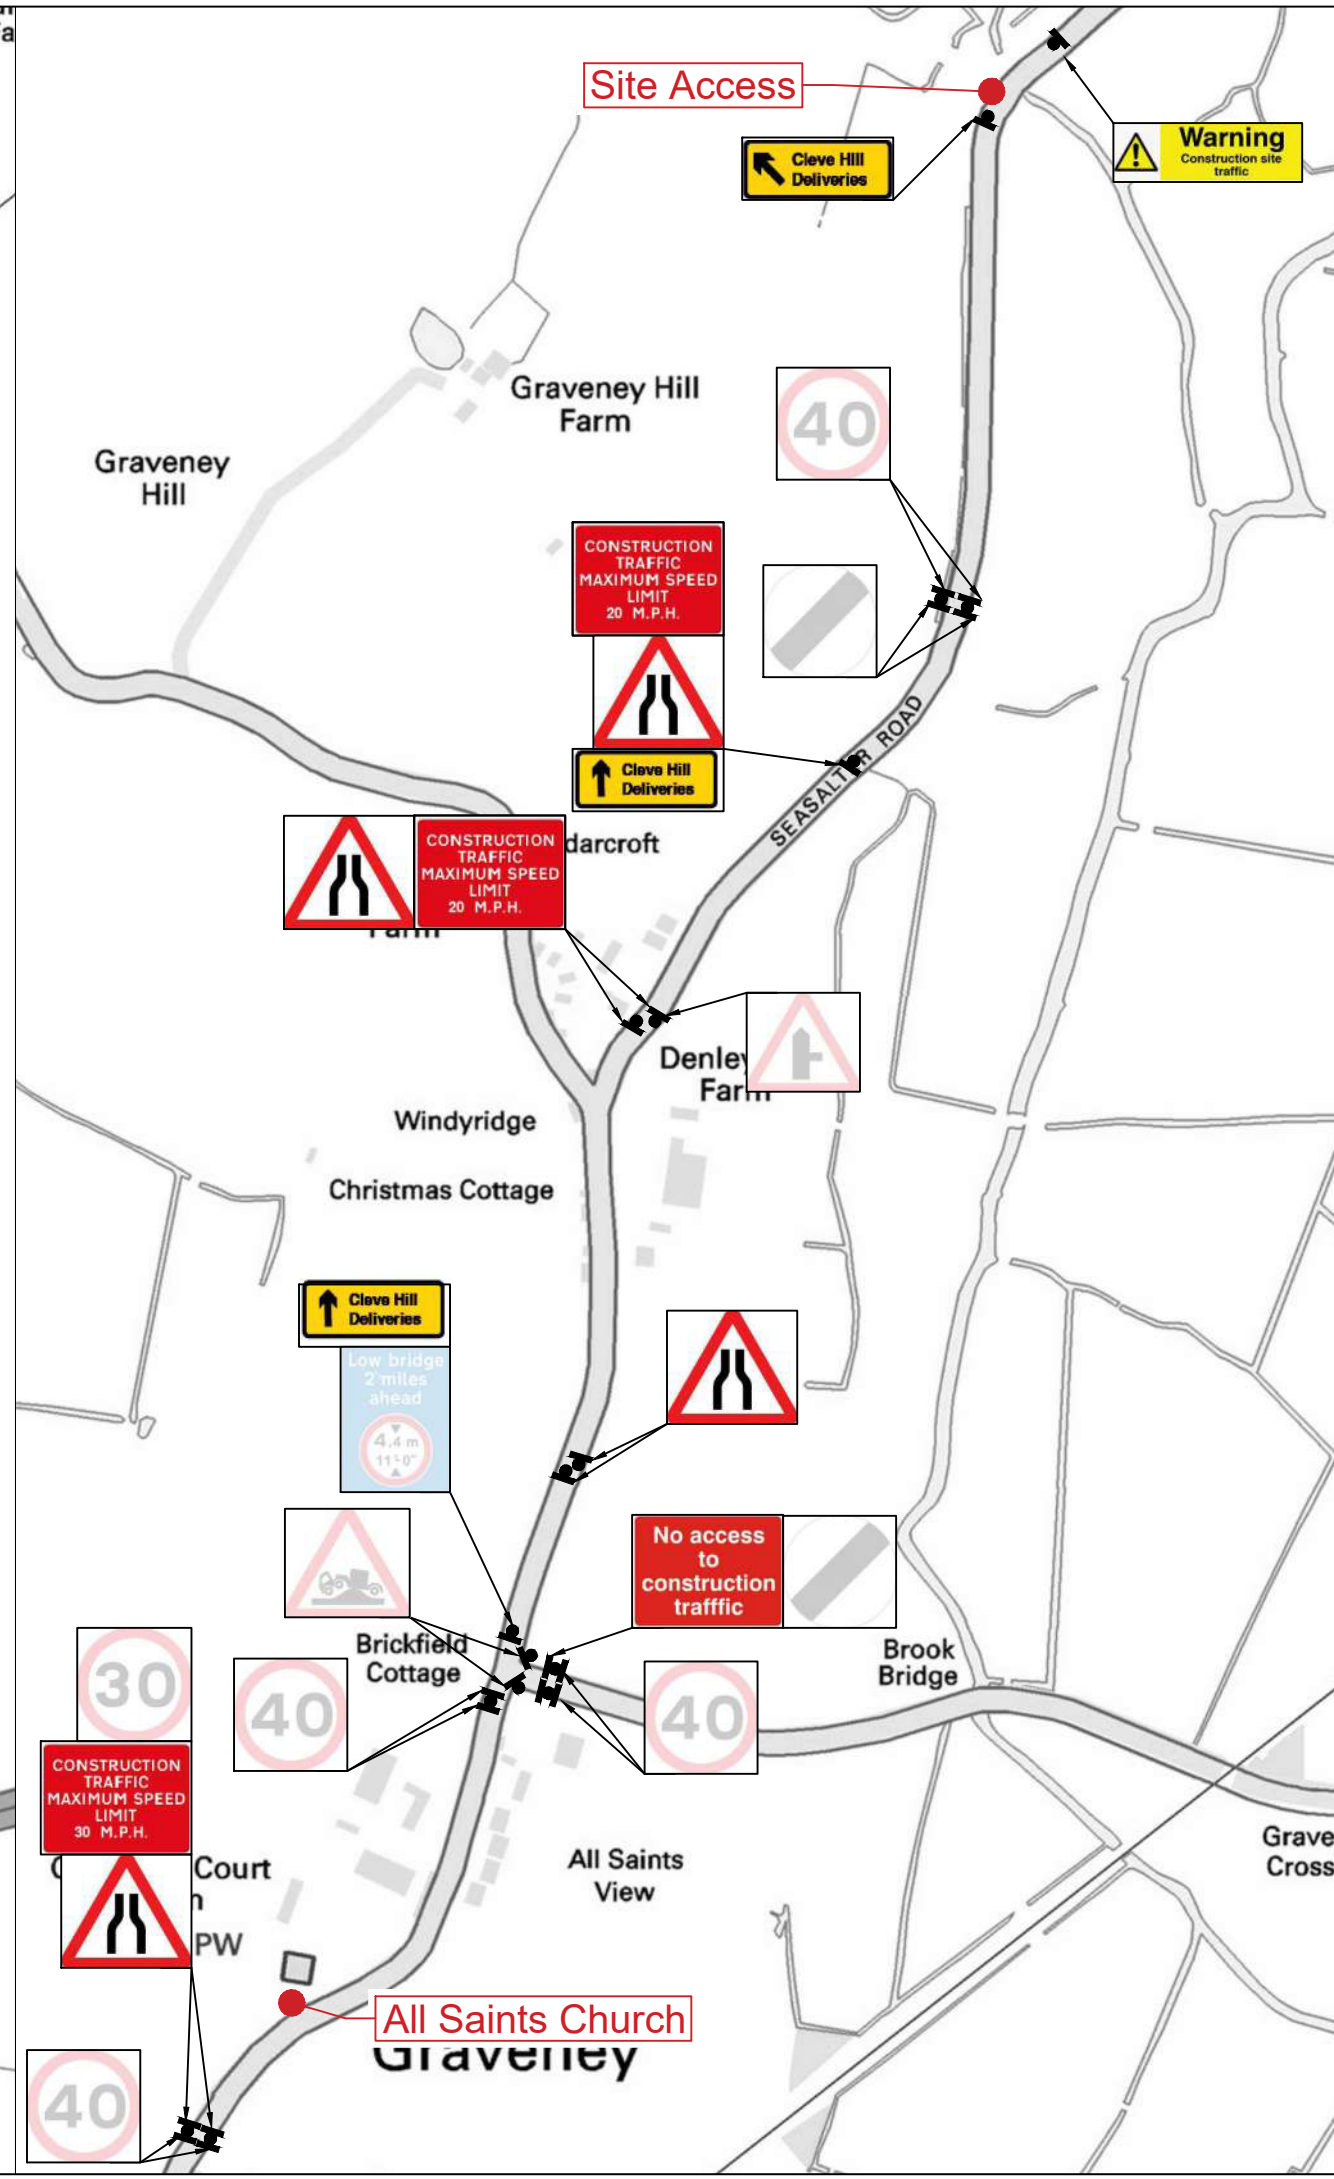 Site Access
Cleve Hill
Deliveries
Warning
Construction site
traffic
Graveney Hill
Farm
40
Graveney
Hill
CONSTRUCTION
TRAFFIC
MAXIMUM SPEED
LIMIT
20 M.P.H.
SEASALTER ROAD
Cleve Hill
Deliveries
CONSTRUCTION
TRAFFIC
MAXIMUM SPEED
LIMIT
20 M.P.H.
darcroft
Farm
Denley
Farm
Windyridge
Christmas Cottage
Cleve Hill
Deliveries
Low bridge
2 miles
ahead
4.4 m
No access
to
construction
trafffic
Brickfield
Cottage
Brook
Bridge
30
40
40
CONSTRUCTION
TRAFFIC
MAXIMUM SPEED
LIMIT
30 M.P.H.
Court
PW
All Saints
View
Grave
Cross
All Saints Church
Graveney
40